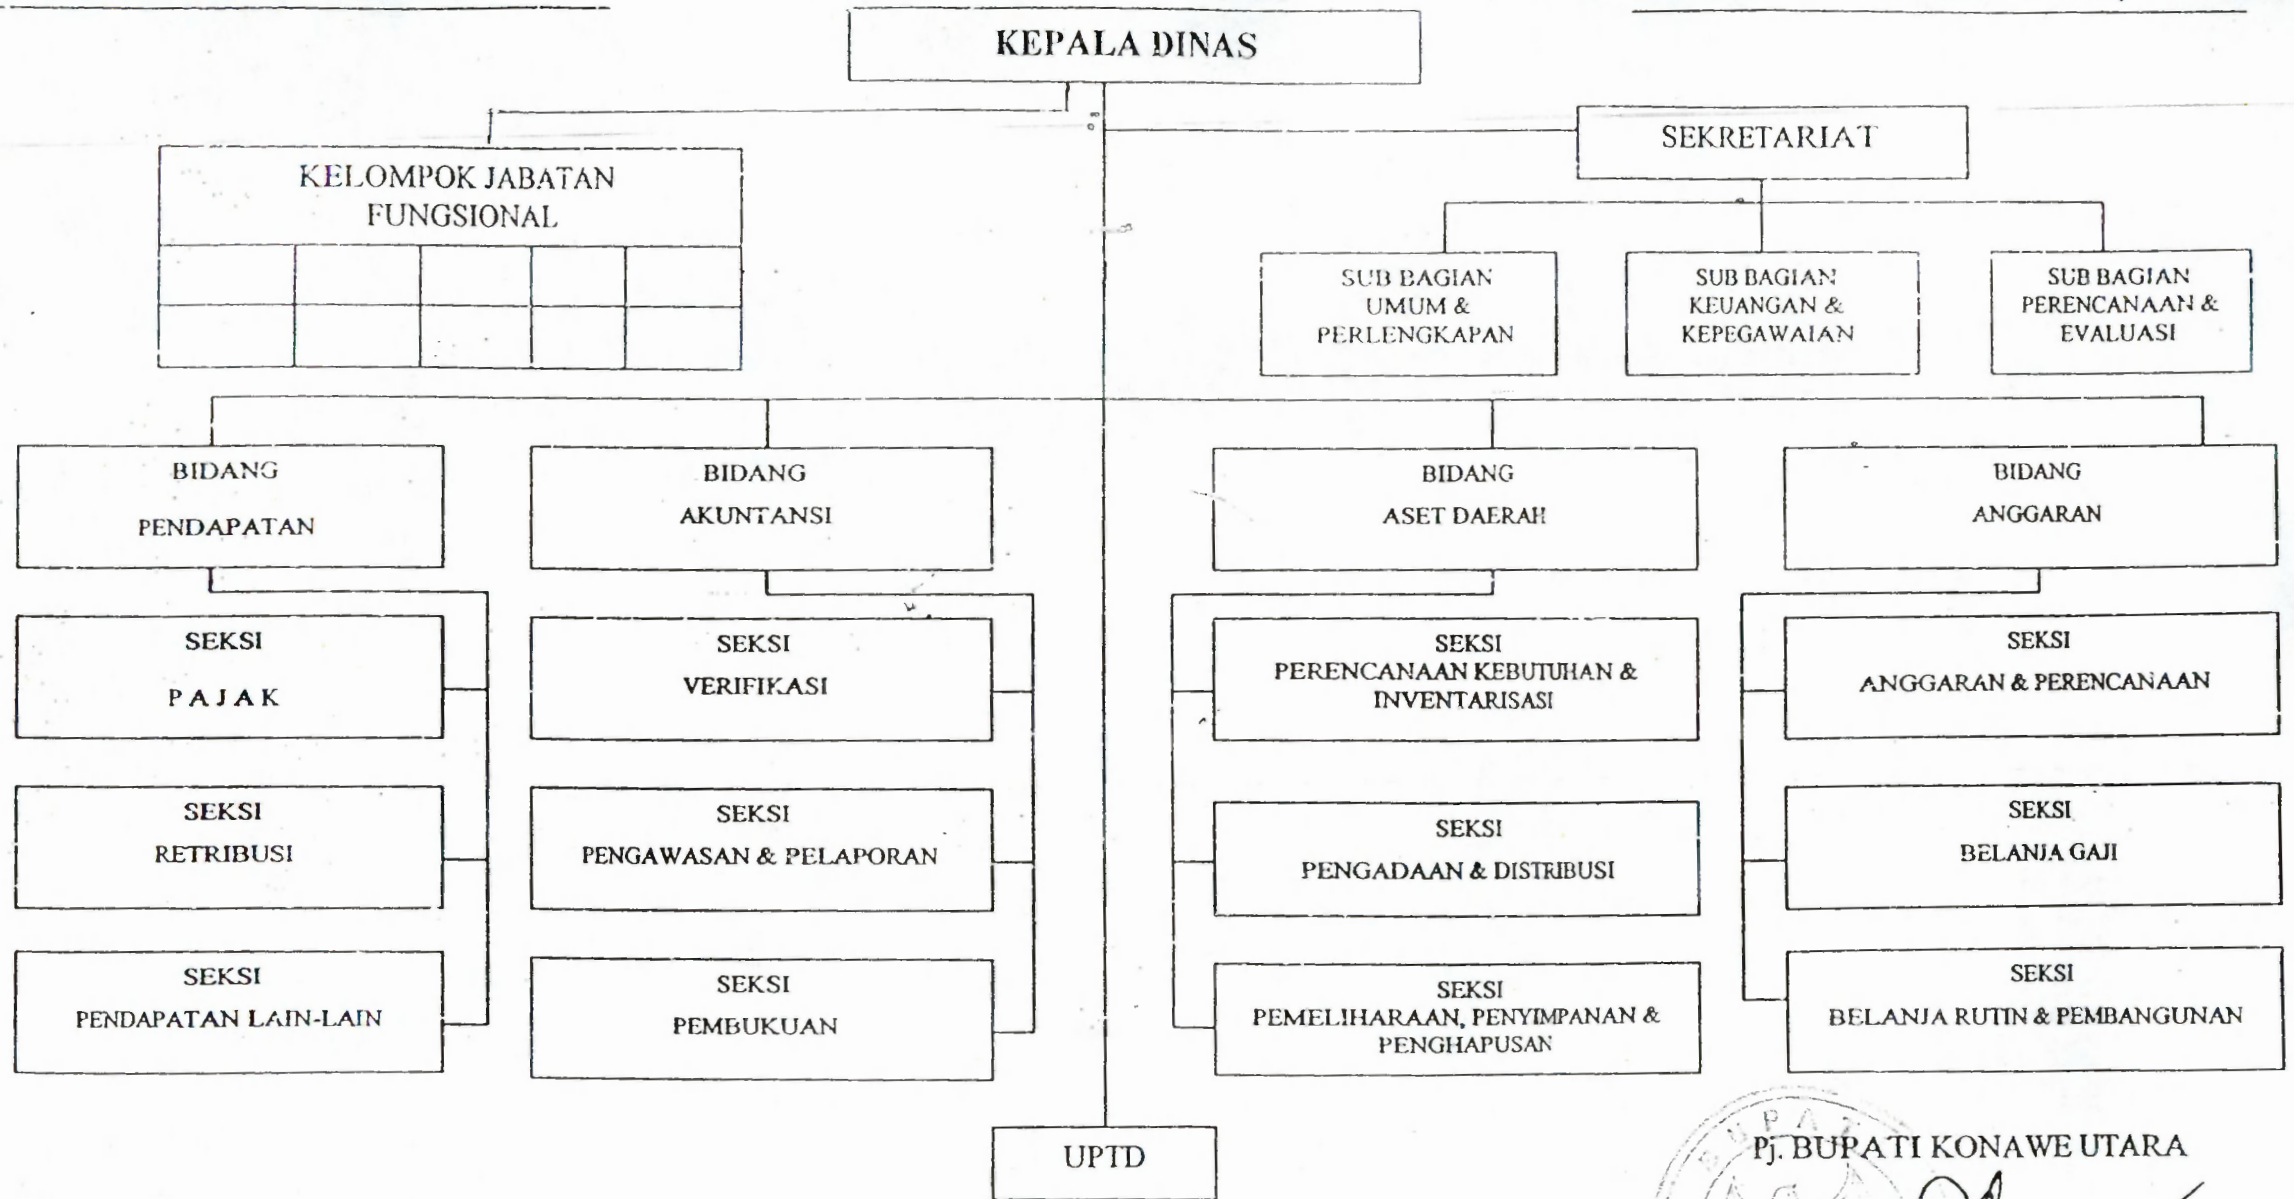 KEPALA DINAS
SEKRETARIAT
KELOMPOK JABATAN
FUNGSIONAL
SUB BAGIAN
UMUM &
PERLENGKAPAN
SUB BAGIAN
KEUANGAN &
KEPEGAWAIAN
SUB BAGIAN
PERENCANAAN &
EVALUASI
BIDANG
PENDAPATAN
BIDANG
AKUNTANSI
BIDANG
ASET DAERAH
BIDANG
ANGGARAN
SEKSI
P A J A K
SEKSI
VERIFIKASI
SEKSI
PERENCANAAN KEBUTUHAN &
INVENTARISASI
SEKSI
ANGGARAN & PERENCANAAN
SEKSI
RETRIBUSI
SEKSI
PENGAWASAN & PELAPORAN
SEKSI
PENGADAAN & DISTRIBUSI
SEKSI
BELANJA GAJI
SEKSI
PENDAPATAN LAIN-LAIN
SEKSI
PEMBUKUAN
SEKSI
PEMELIHARAAN, PENYIMPANAN &
PENGHAPUSAN
SEKSI
BELANJA RUTIN & PEMBANGUNAN
UPTD
BUPAT
Pj. BUPATI KONAWE UTARA